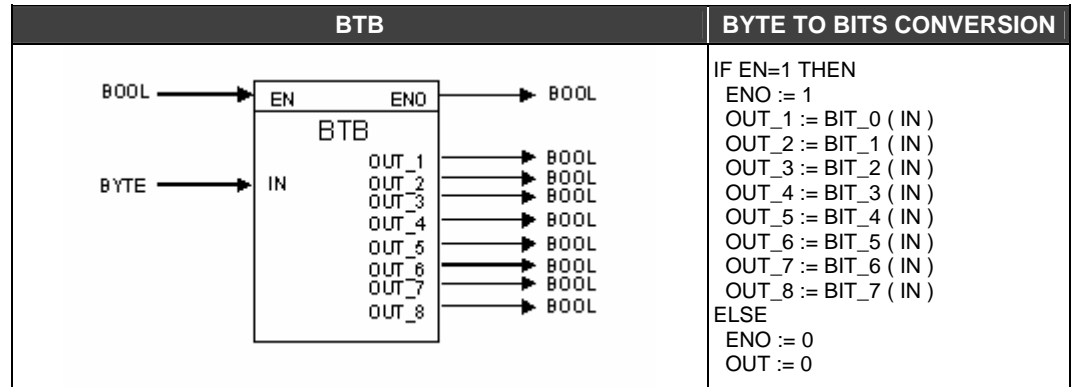 BTB
BYTE TO BITS CONVERSION
BOOL EN ENO BOOL
BTB
OUT_1 BOOL
BYTE IN OUT_2 BOOL
OUT_3 BOOL
OUT_4 BOOL
OUT_5 BOOL
OUT_6 BOOL
OUT_7 BOOL
OUT_8 BOOL
IF EN=1 THEN
ENO := 1
OUT_1 := BIT_0 ( IN )
OUT_2 := BIT_1 ( IN )
OUT_3 := BIT_2 ( IN )
OUT_4 := BIT_3 ( IN )
OUT_5 := BIT_4 ( IN )
OUT_6 := BIT_5 ( IN )
OUT_7 := BIT_6 ( IN )
OUT_8 := BIT_7 ( IN )
ELSE
ENO := 0
OUT := 0